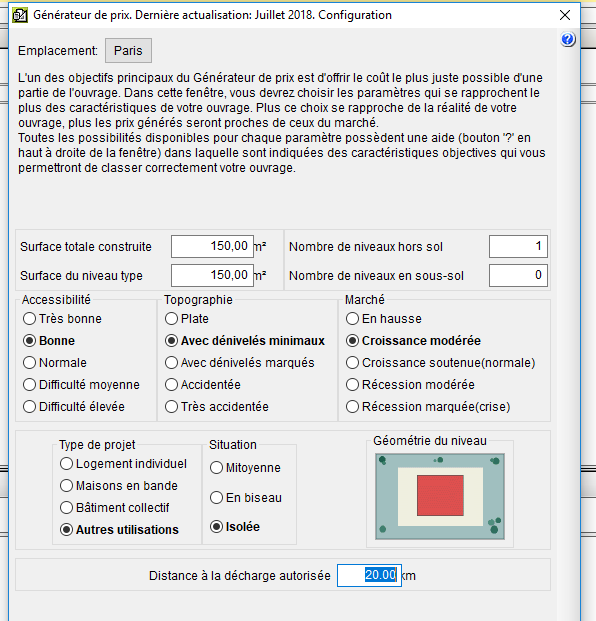 Générateur de prix. Dernière actualisation: Juillet 2018. Configuration
Emplacement: Paris
L'un des objectifs principaux du Générateur de prix est d'offrir le coût le plus juste possible d'une
partie de l'ouvrage. Dans cette fenêtre, vous devrez choisir les paramètres qui se rapprochent le
plus des caractéristiques de votre ouvrage. Plus ce choix se rapproche de la réalité de votre
ouvrage, plus les prix générés seront proches de ceux du marché.
Toutes les possibilités disponibles pour chaque paramètre possèdent une aide (bouton '?' en
haut à droite de la fenêtre) dans laquelle sont indiquées des caractéristiques objectives qui vous
permettront de classer correctement votre ouvrage.
Surface totale construite 150,00 m² Nombre de niveaux hors sol 1
Surface du niveau type 150,00 m² Nombre de niveaux en sous-sol 0
Accessibilité
Très bonne
Bonne
Normale
Difficulté moyenne
Difficulté élevée
Topographie
Plate
Avec dénivelés minimaux
Avec dénivelés marqués
Accidentée
Très accidentée
Marché
En hausse
Croissance modérée
Croissance soutenue(normale)
Récession modérée
Récession marquée(crise)
Type de projet
Logement individuel
Maisons en bande
Bâtiment collectif
Autres utilisations
Situation
Mitoyenne
En biseau
Isolée
Géométrie du niveau
Distance à la décharge autorisée 20.00 km